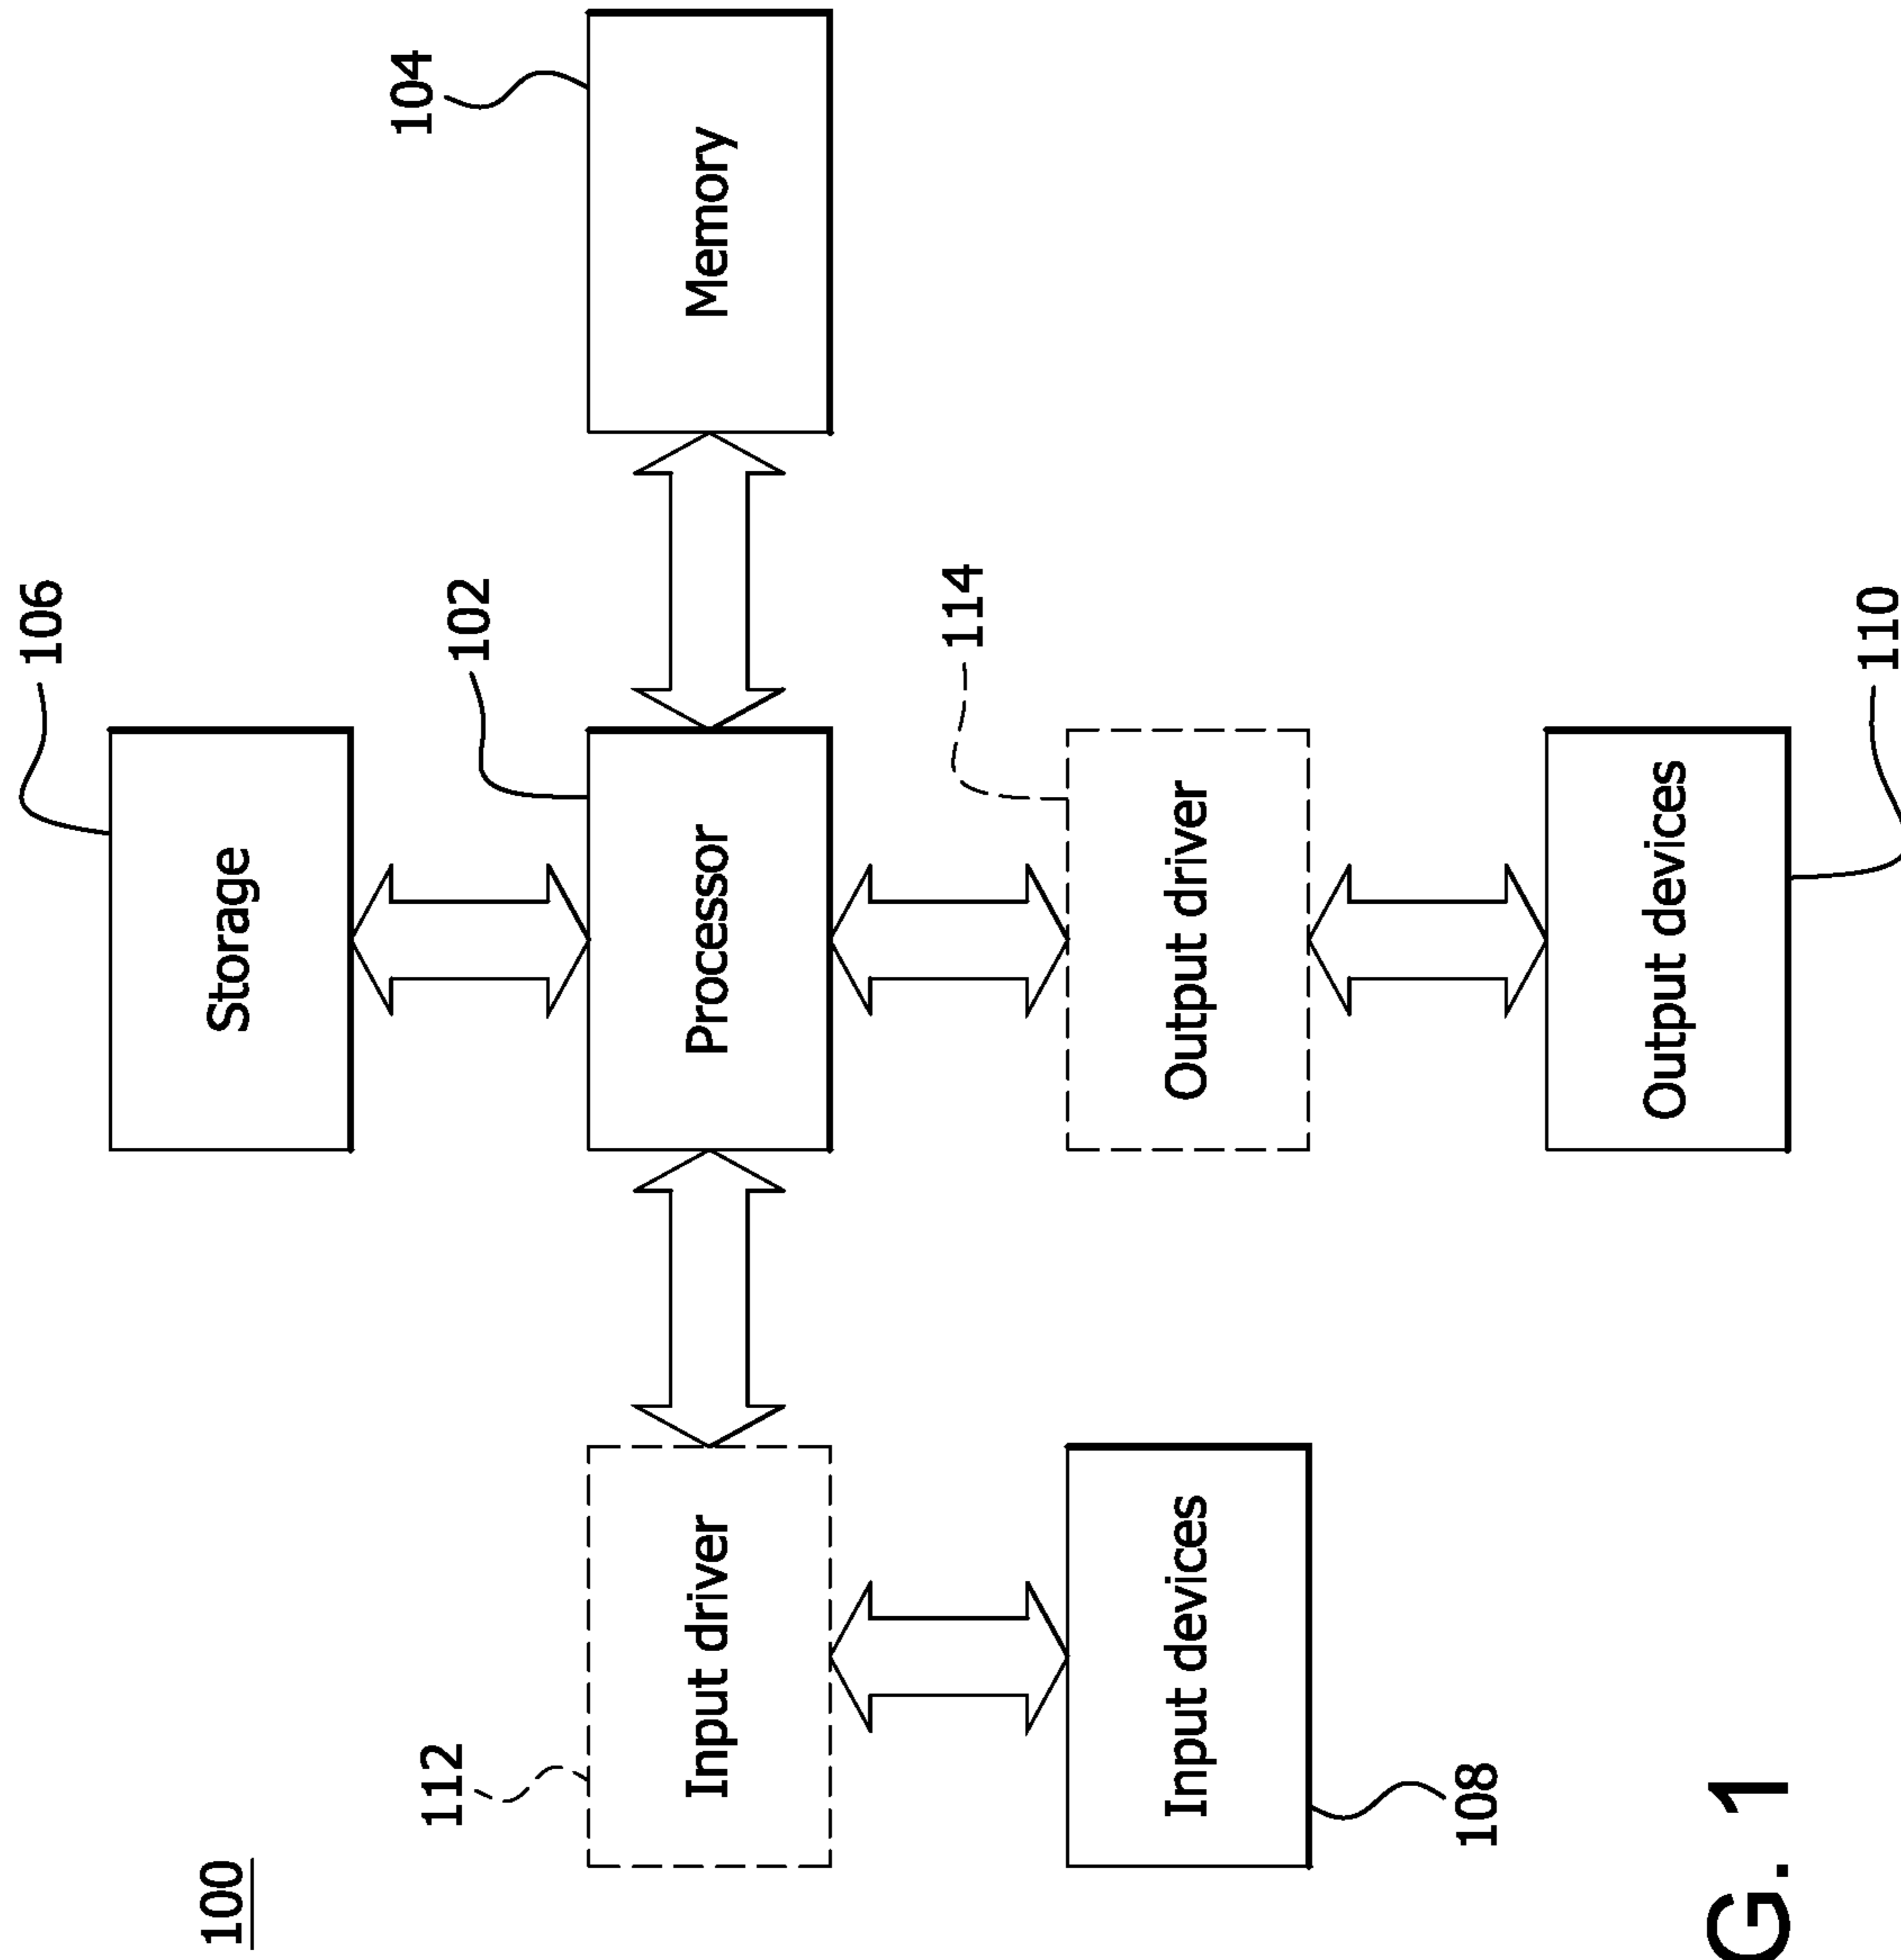 106
100
Storage
104
112
102
Input driver
Processor
Memory
114
Input devices
Output driver
108
Output devices
G. 1
110